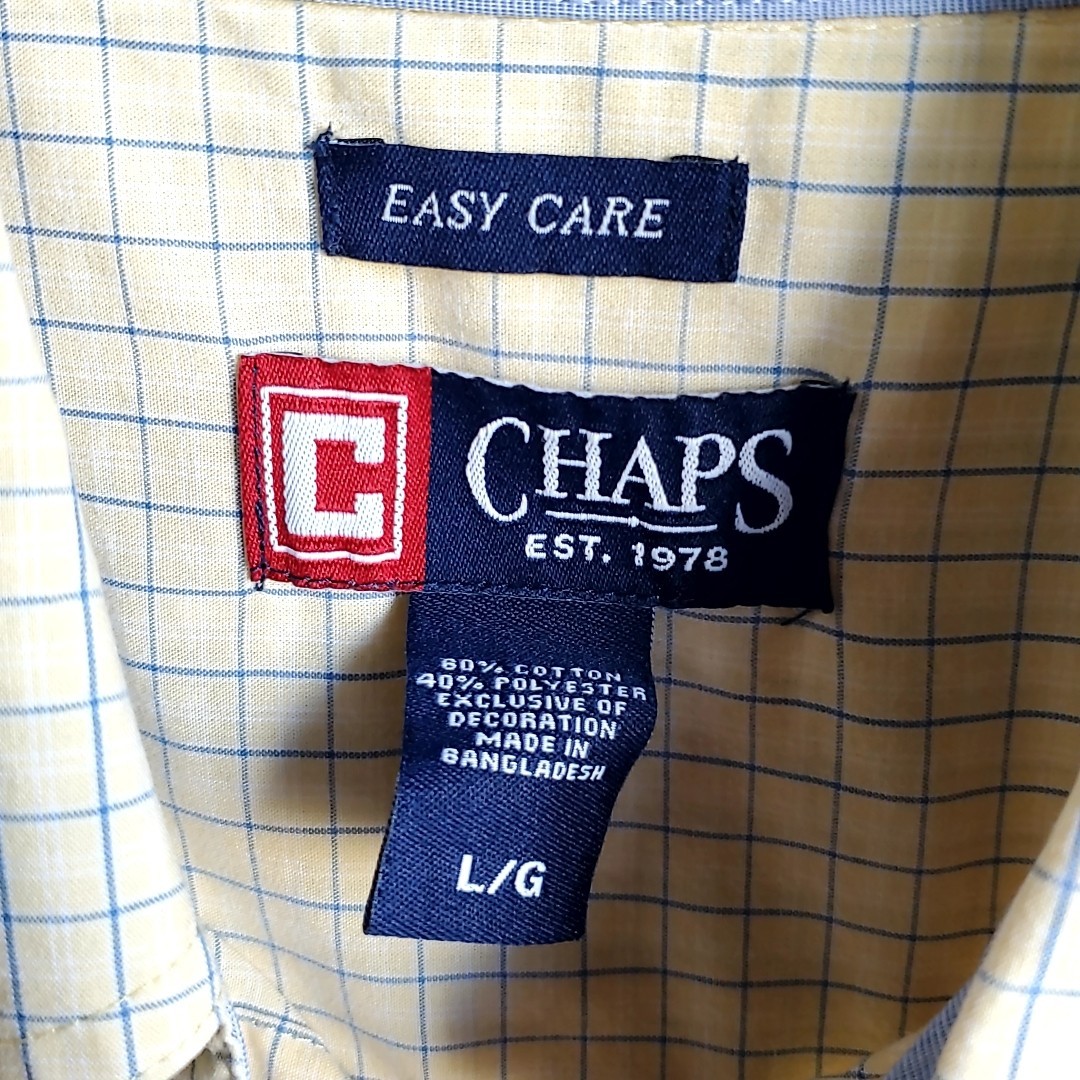 EASY CARE
C
CHAPS
EST. 1978
60% COTTON
40% POLYESTER
EXCLUSIVE OF
DECORATION
MADE IN
BANGLADESH
L/G